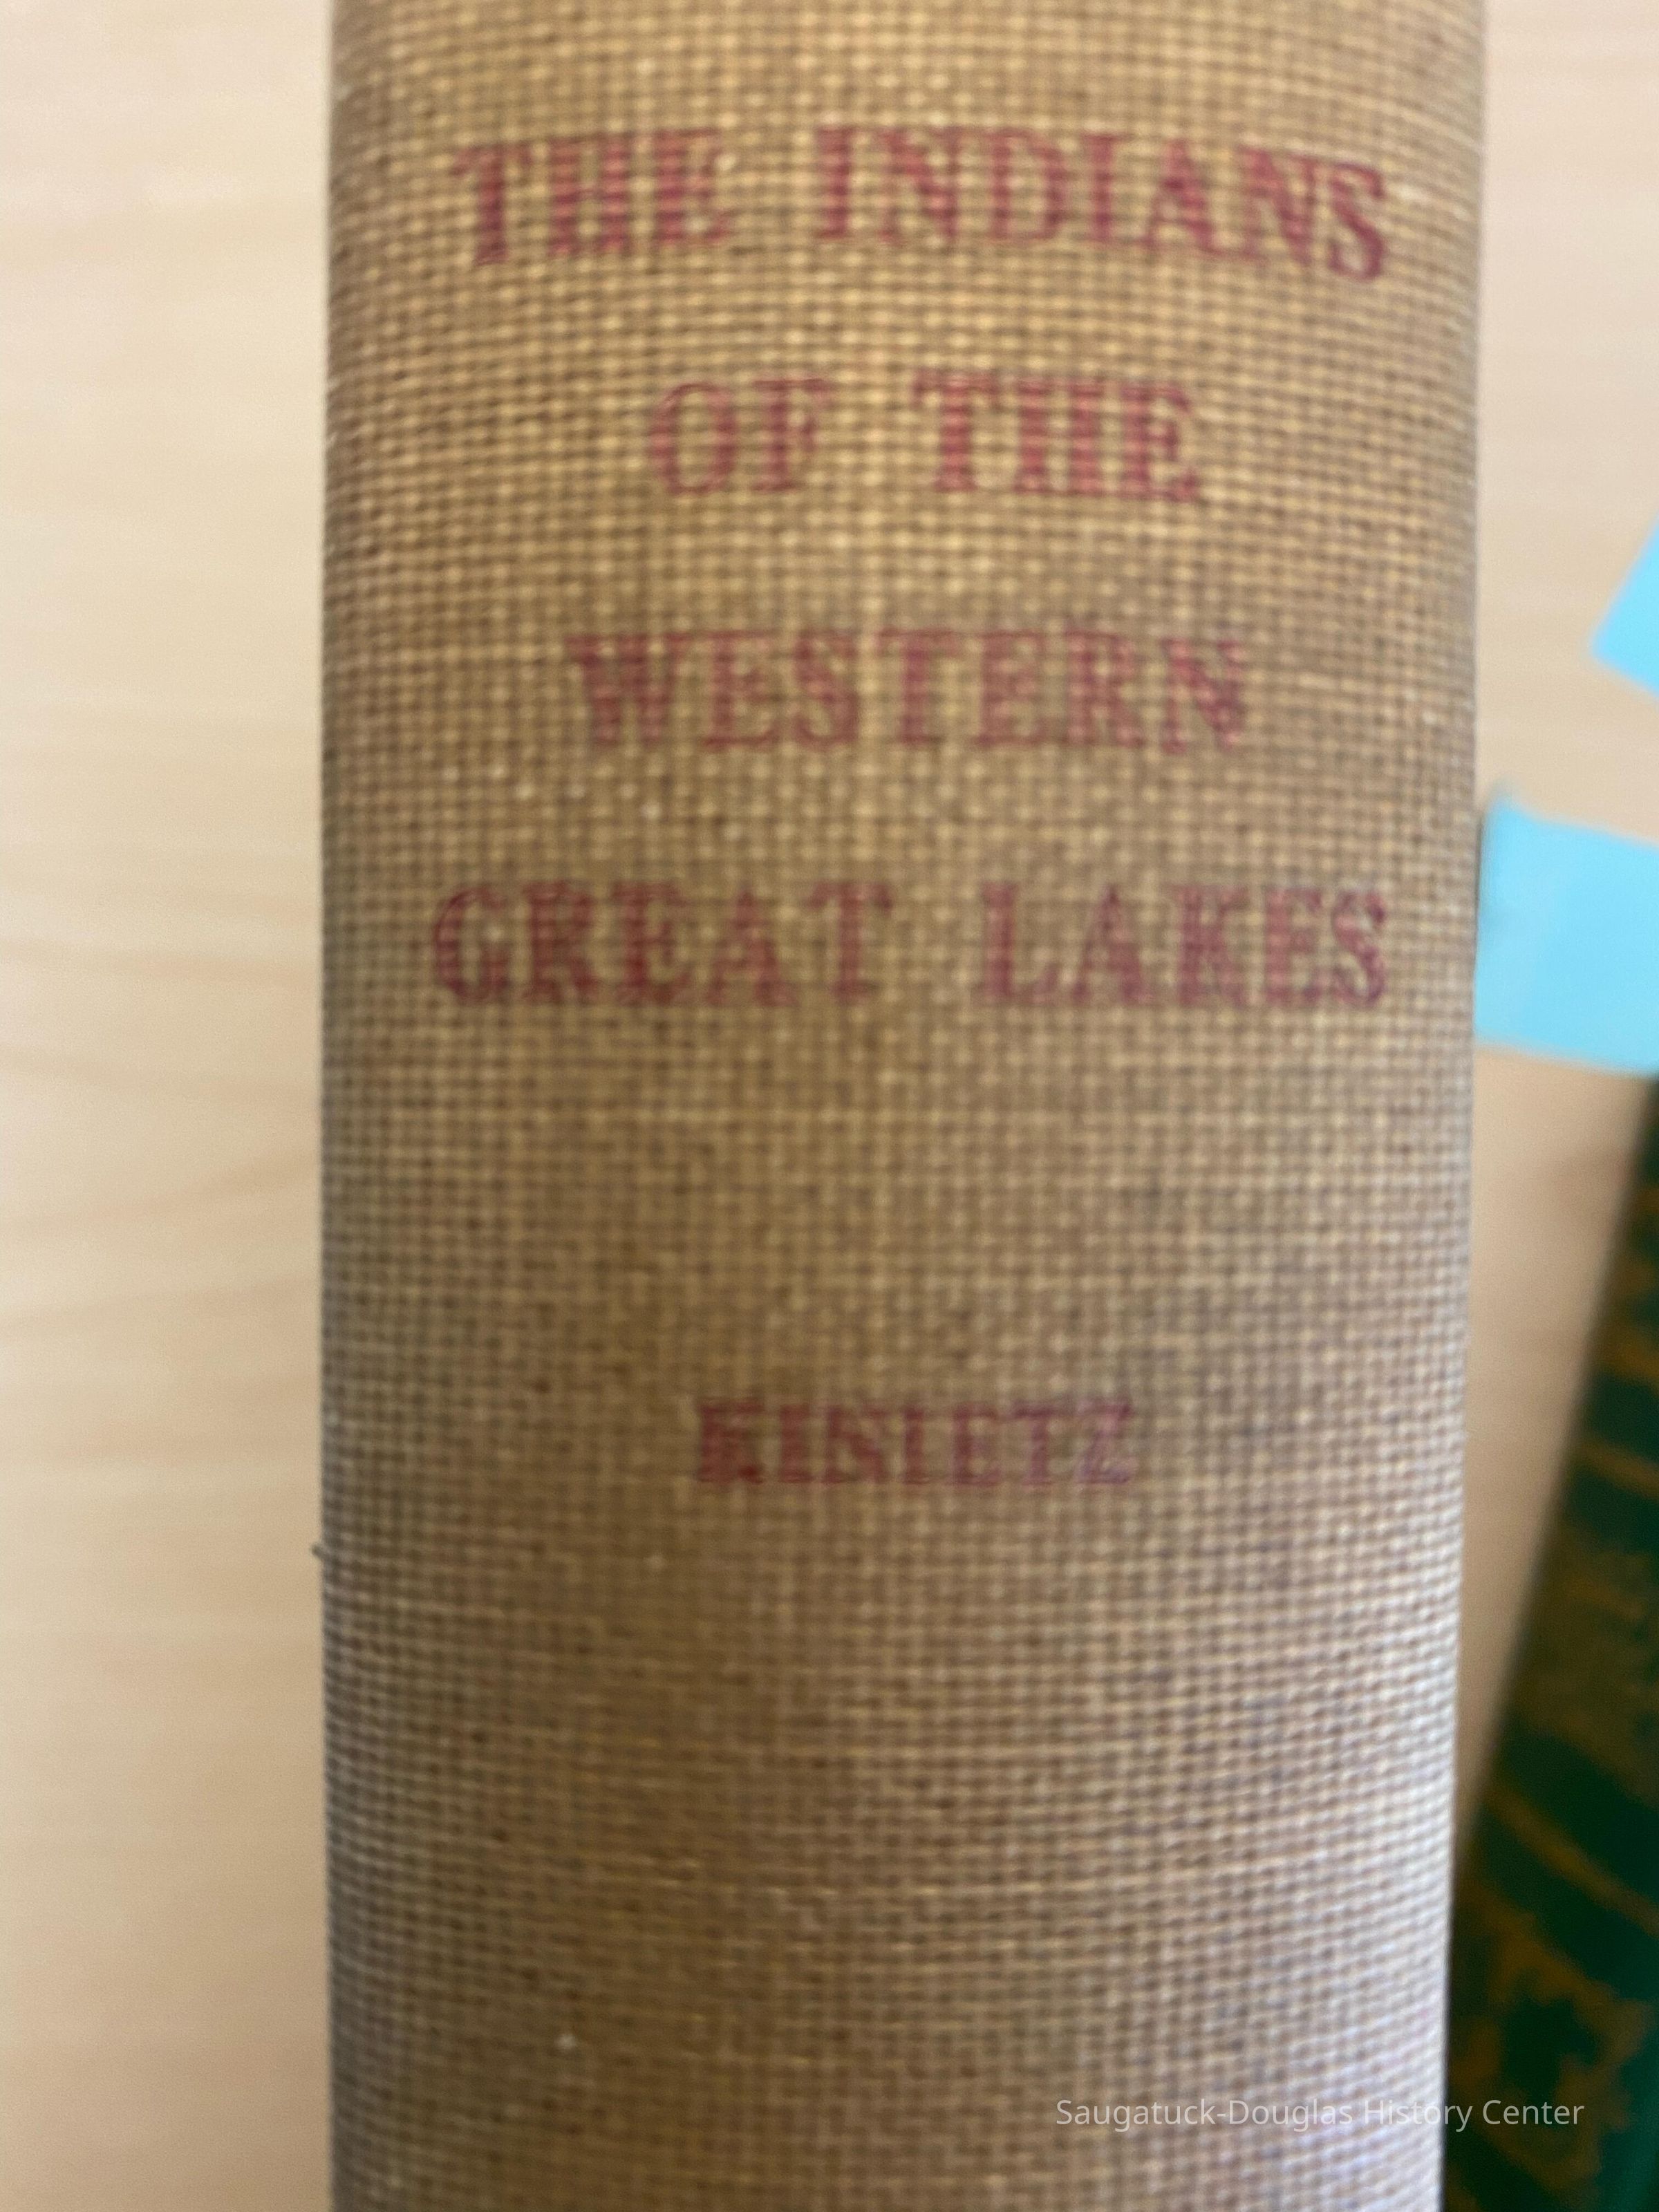 THE INDIANS
OF THE
WESTERN
GREAT LAKES
KINIETZ
Saugatuck-Douglas History Center